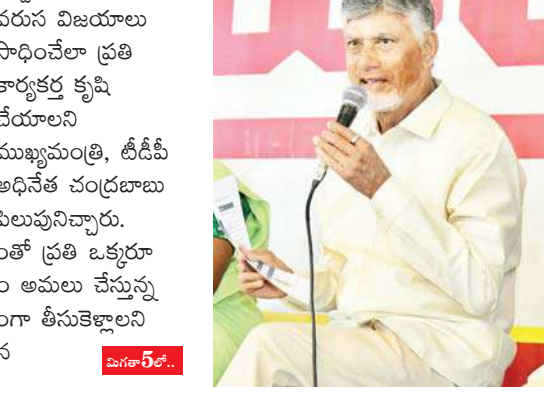 వరుస విజయాలు
సాధించేలా ప్రతి
కార్యకర్త కృషి
చేయాలని
ముఖ్యమంత్రి, టీడీపీ
అధినేత చంద్రబాబు
పిలుపునిచ్చారు.
ప్రతి ఒక్కరూ
అమలు చేస్తున్న
తీసుకెళ్లాలని
మిగతా5లో..